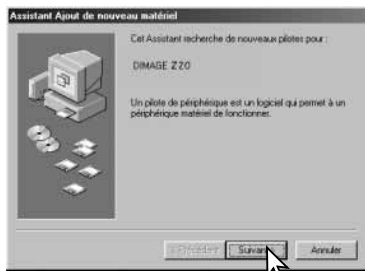 Assistant Ajout de nouveau matériel
Cet Assistant recherche de nouveaux pilotes pour :
DIMAGE Z20
Un pilote de périphérique est un logiciel qui permet à un
périphérique matériel de fonctionner.
< Précédent Suivant Annuler